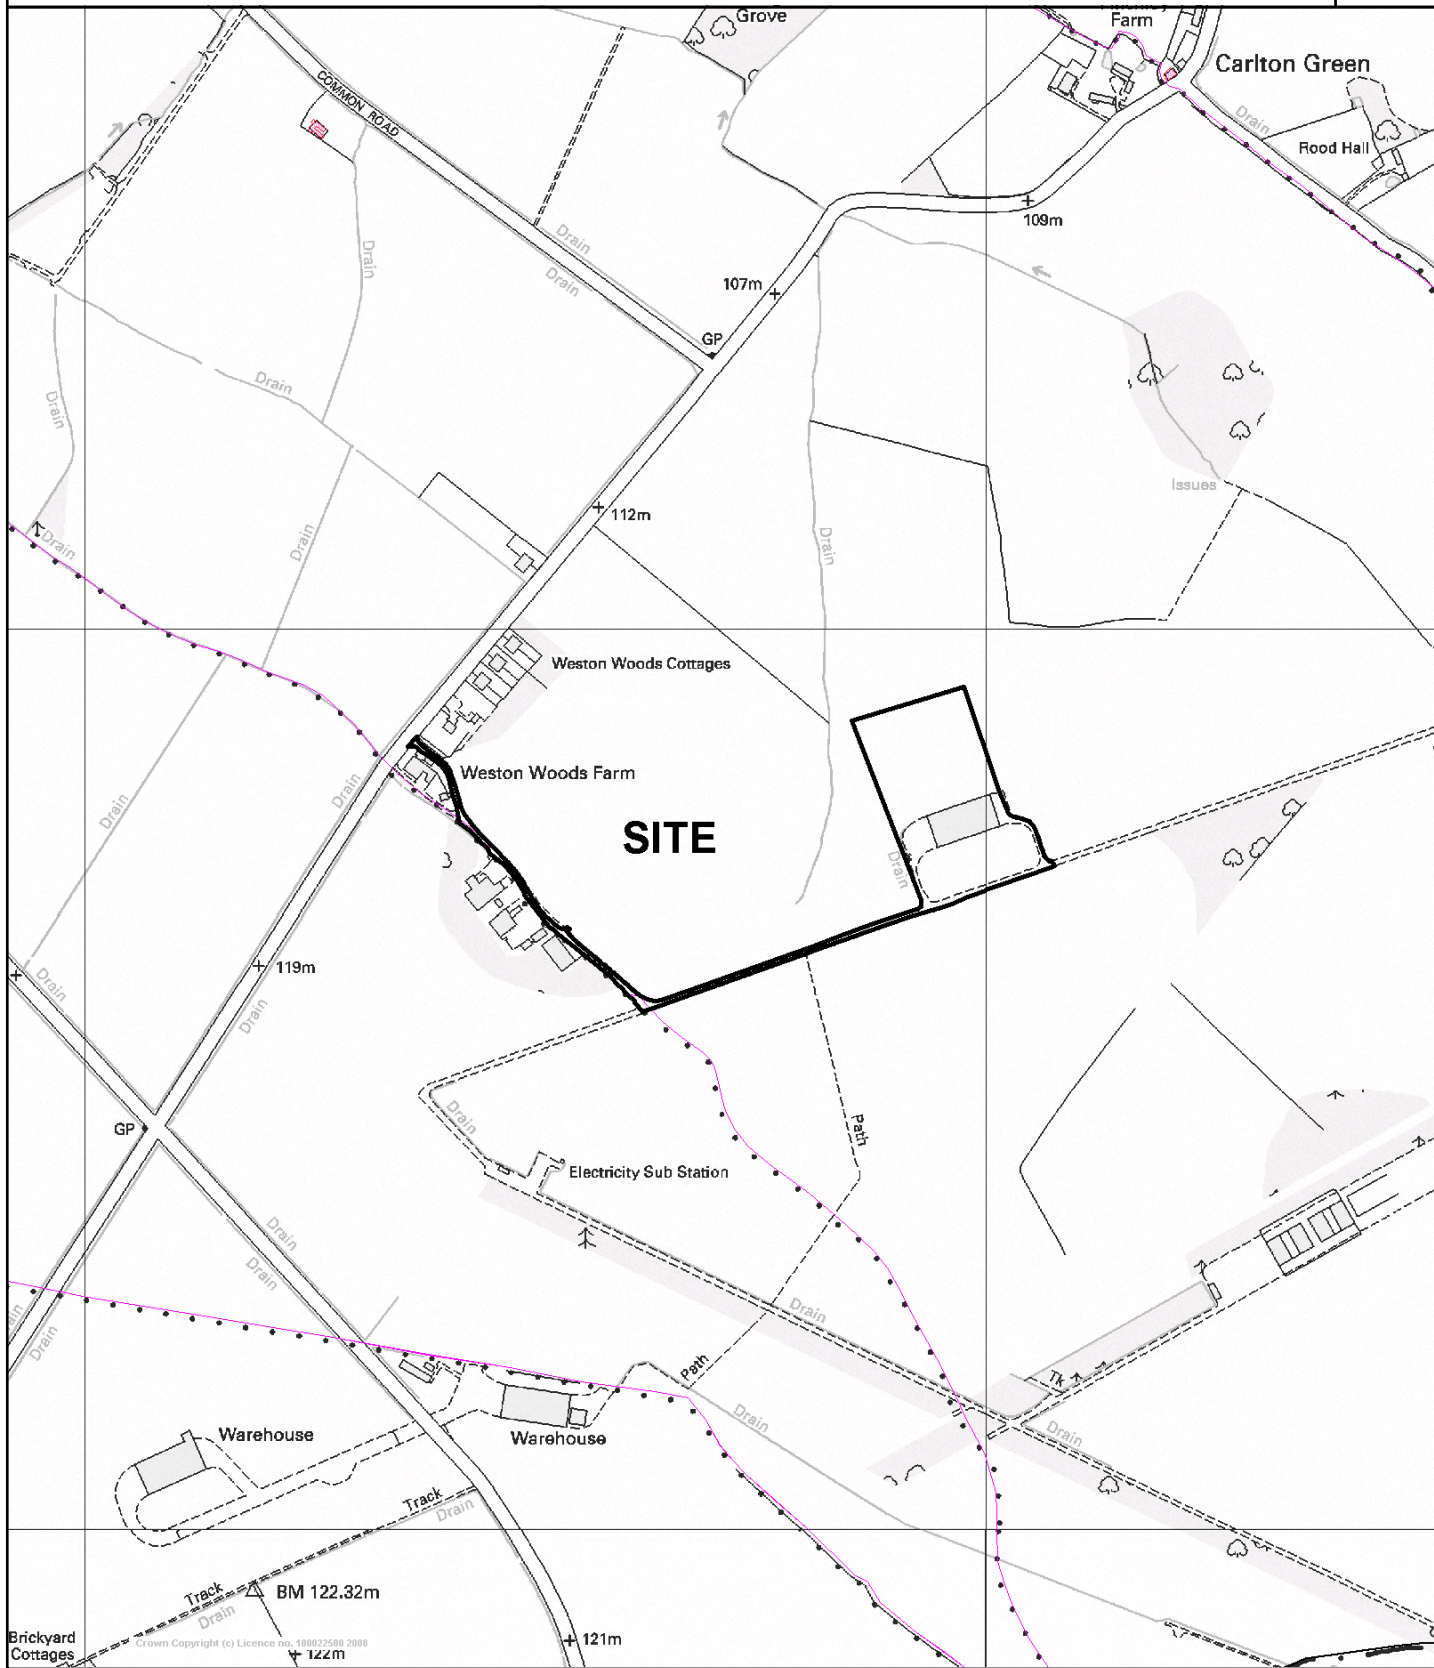 Grove
Farm
Carlton Green
COMMON ROAD
Drain
Rood Hall
109m
Drain
Drain
Drain
107m
GP
Drain
Drain
Issues
112m
Drain
Drain
Drain
Weston Woods Cottages
Weston Woods Farm
Drain
SITE
Drain
Drain
119m
Drain
Drain
Drain
Path
GP
Electricity Sub Station
Drain
Drain
Drain
Drain
Path
Tk
Drain
Drain
Warehouse
Warehouse
Track
Drain
Track
BM 122.32m
Drain
Brickyard
Cottages
Crown Copyright (c) Licence no. 100022500 2008
122m
121m